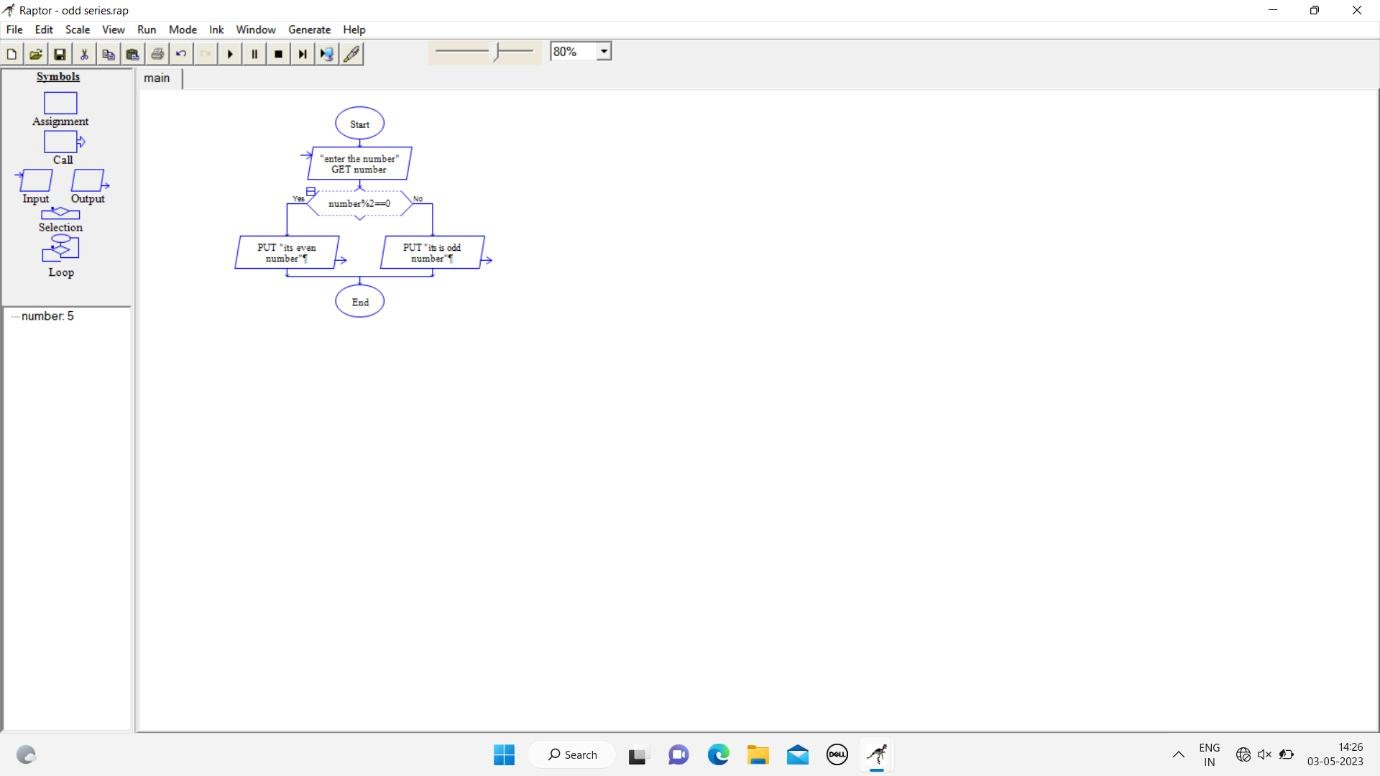 Raptor - odd series.rap
File Edit Scale View Run Mode Ink Window Generate Help
80%
Symbols
Assignment
Call
Input Output
Selection
Loop
number: 5
main
Start
"enter the number"
GET number
Yes
number%2==0
No
PUT "its even
number"¶
PUT "its is odd
number"¶
End
Search
DELL
ENG
IN
14:26
03-05-2023